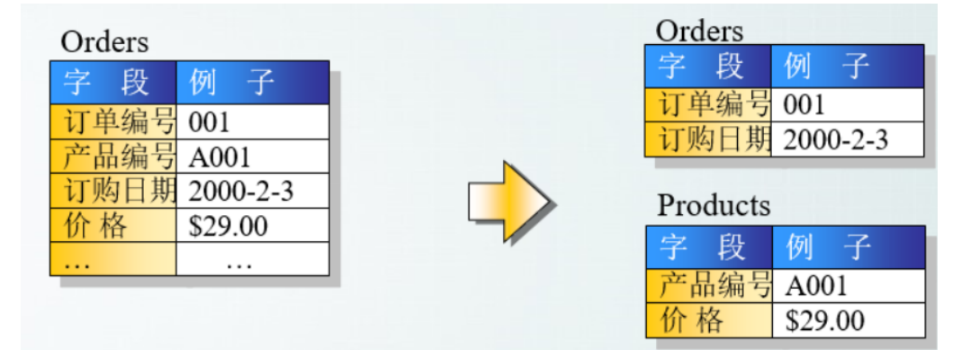 Orders
字 段 例 子
订单编号 001
产品编号 A001
订购日期 2000-2-3
价 格 $29.00
… …
Orders
字 段 例 子
订单编号 001
订购日期 2000-2-3
Products
字 段 例 子
产品编号 A001
价 格 $29.00